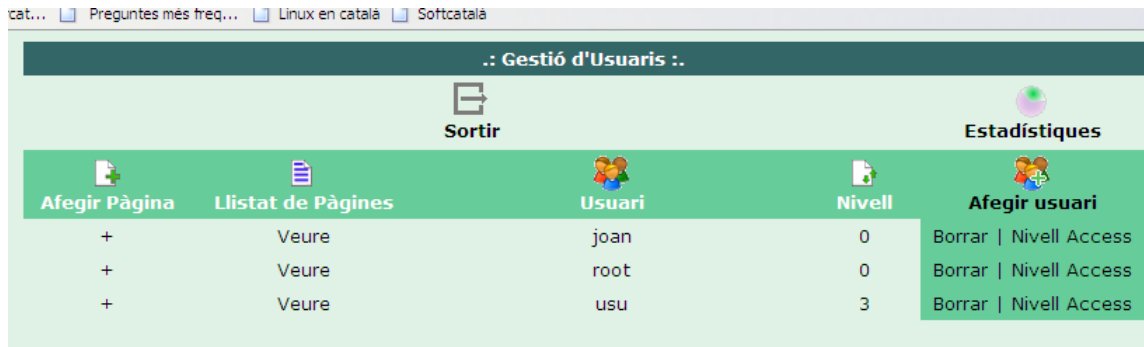 cat... Preguntes més freq... Linux en català Softcatalà
.: Gestió d'Usuaris :.
Sortir Estadístiques
Afegir Pàgina Llistat de Pàgines Usuari Nivell Afegir usuari
+ Veure joan 0 Borrar | Nivell Access
+ Veure root 0 Borrar | Nivell Access
+ Veure usu 3 Borrar | Nivell Access